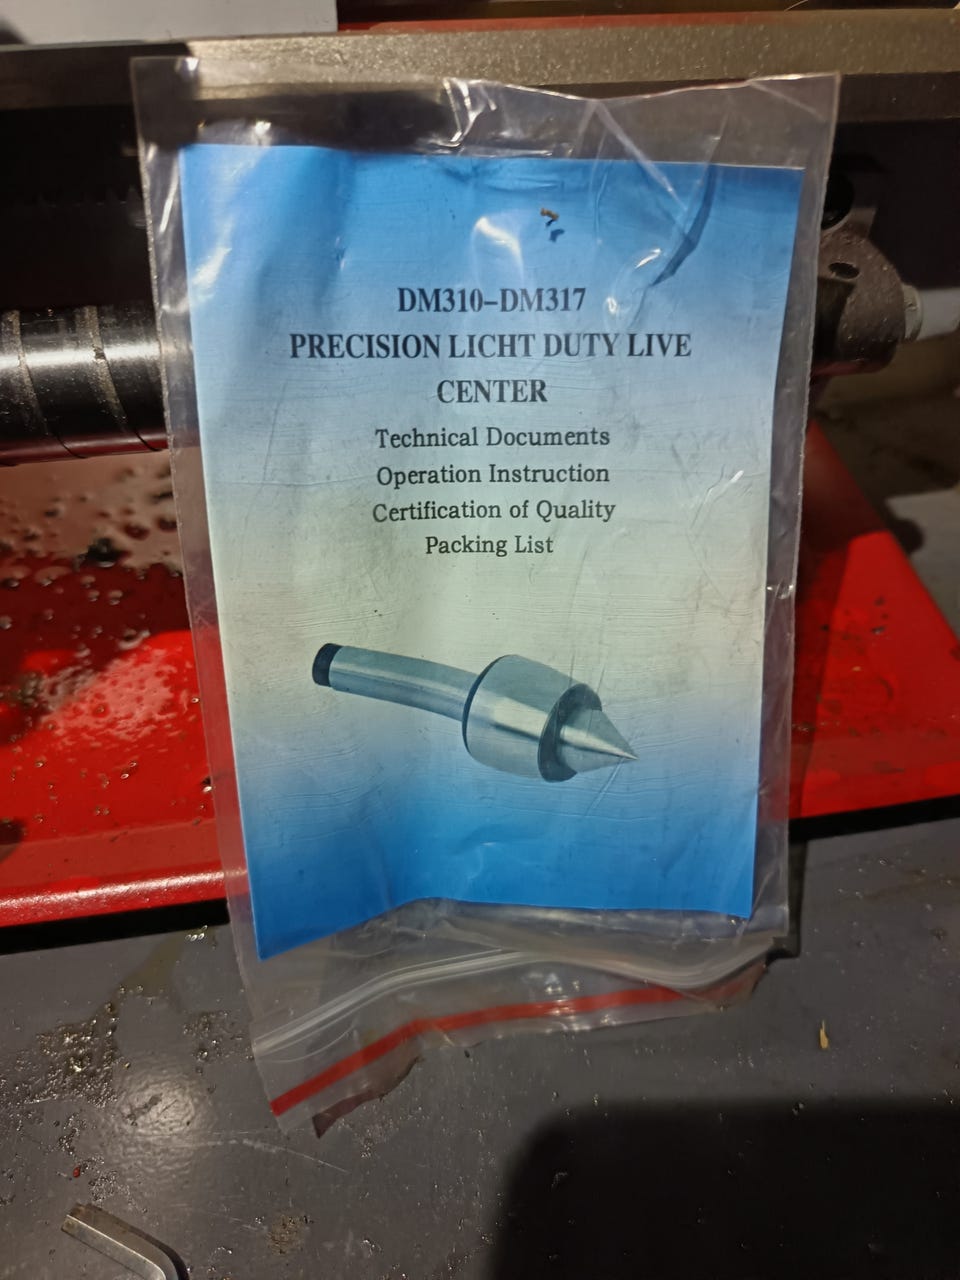 DM310-DM317
PRECISION LICHT DUTY LIVE
CENTER
Technical Documents
Operation Instruction
Certification of Quality
Packing List